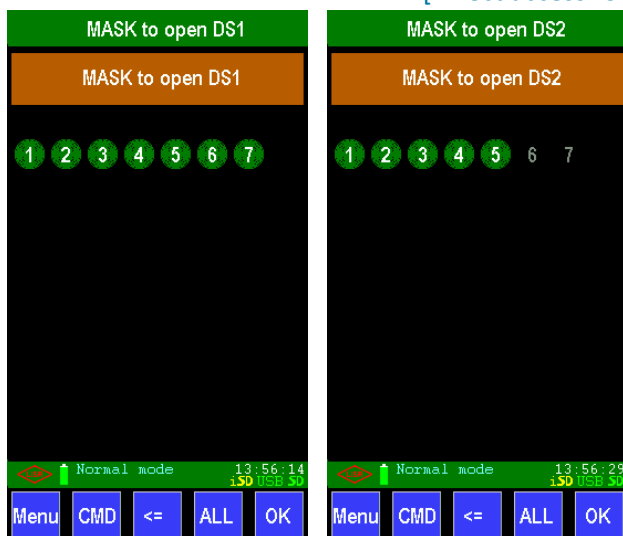 MASK to open DS1
MASK to open DS1
1 2 3 4 5 6 7
Normal mode 13:56:14
iSD USB SD
Menu CMD <= ALL OK
MASK to open DS2
MASK to open DS2
1 2 3 4 5 6 7
Normal mode 13:56:29
iSD USB SD
Menu CMD <= ALL OK